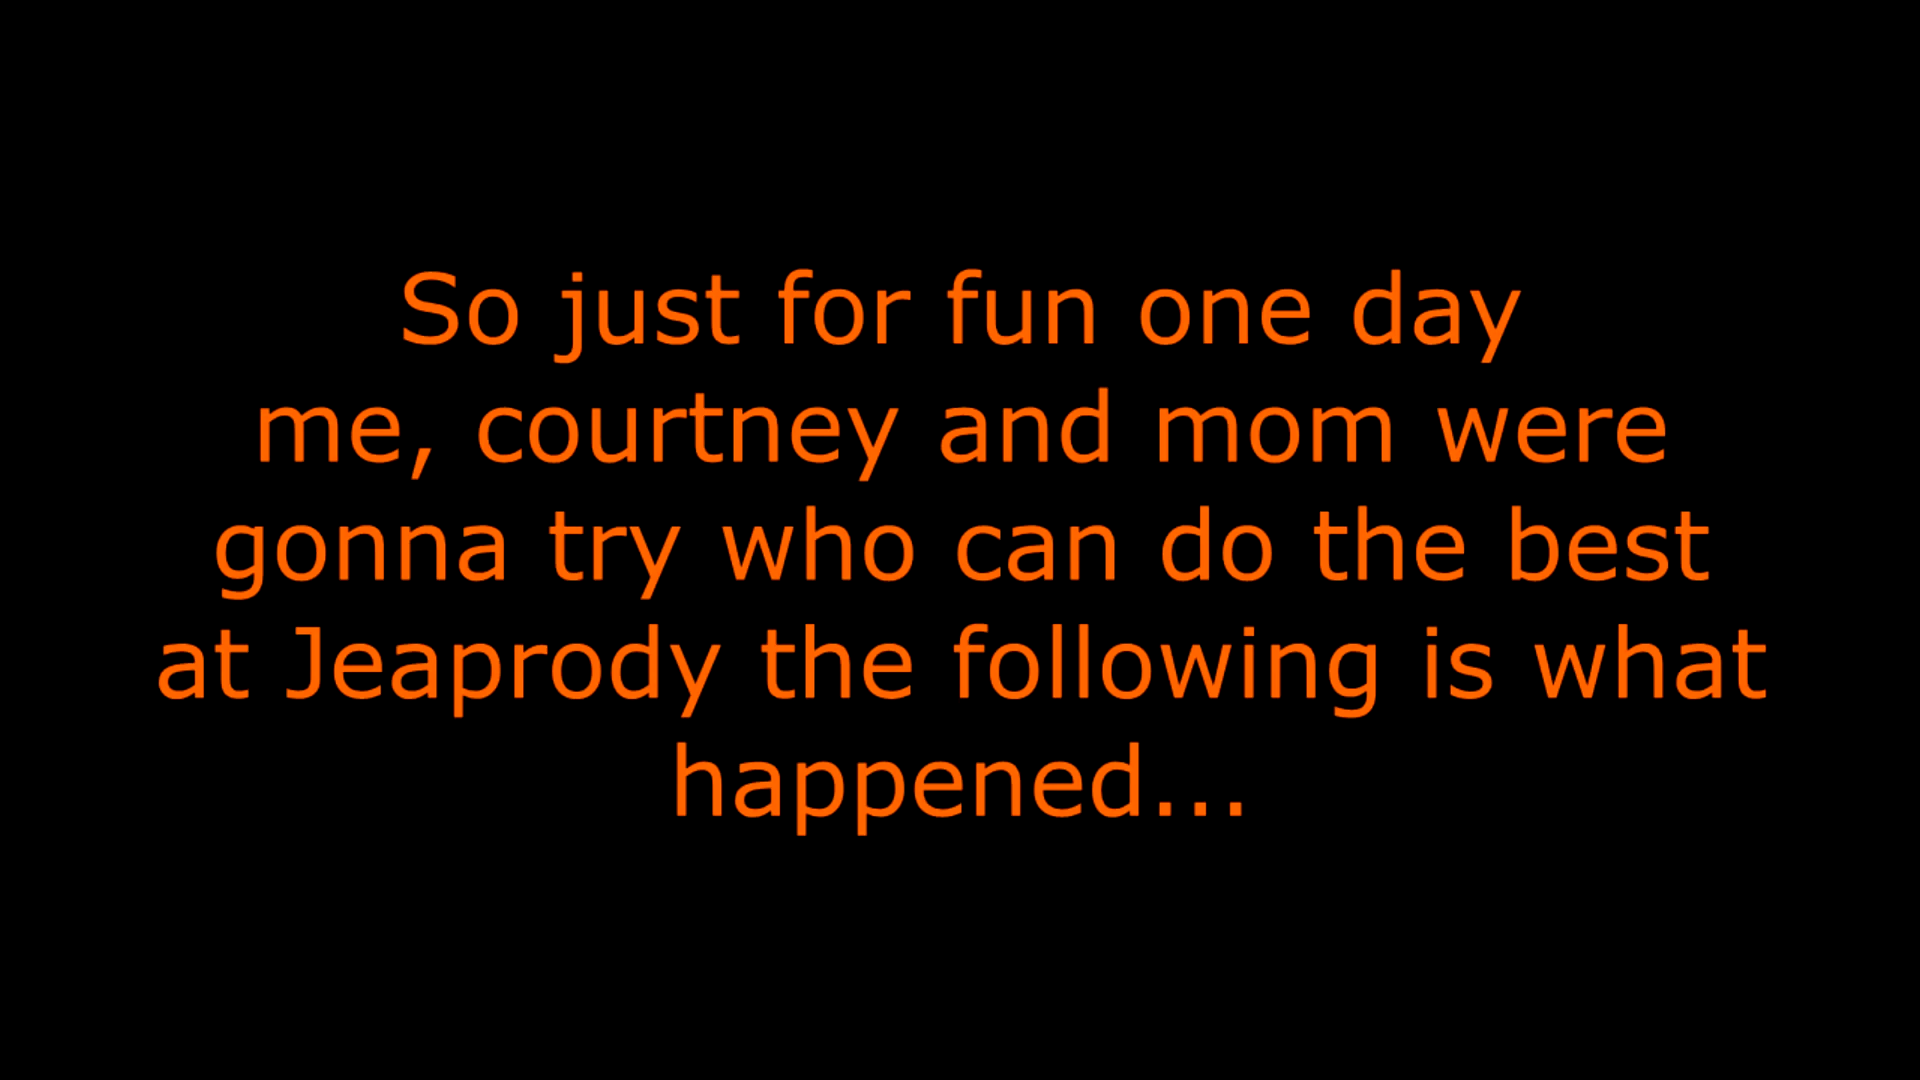 So just for fun one day
me, courtney and mom were
gonna try who can do the best
at Jeaprody the following is what
happened...